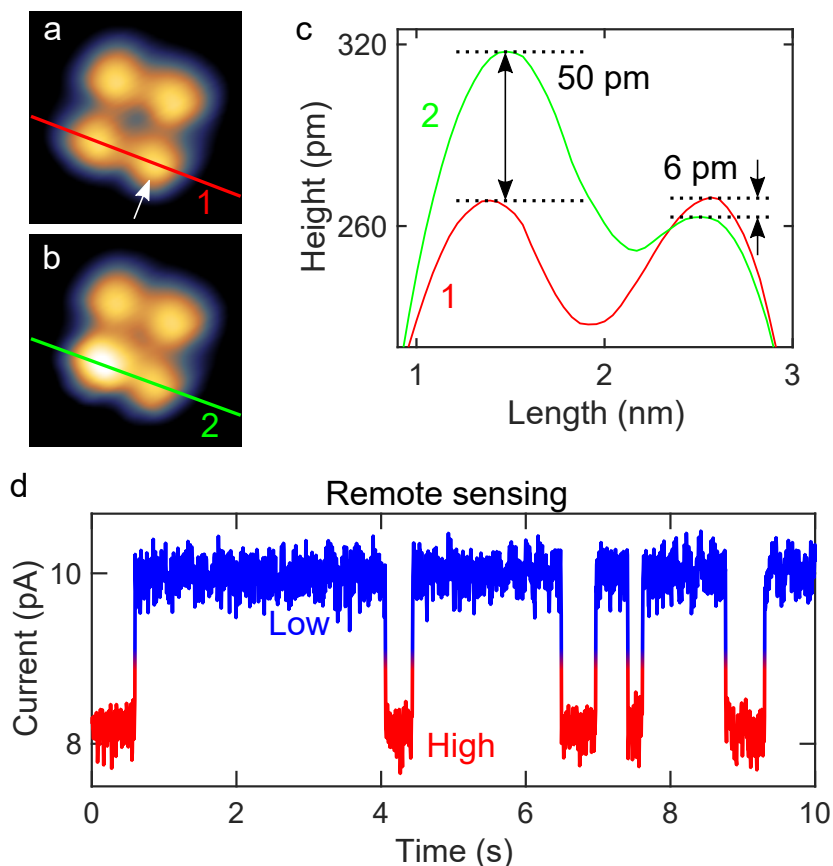 a
1
b
2
c
320
260
Height (pm)
50 pm
6 pm
2
1
1
2
3
Length (nm)
d
Remote sensing
10
8
Current (pA)
Low
High
0
2
4
6
8
10
Time (s)